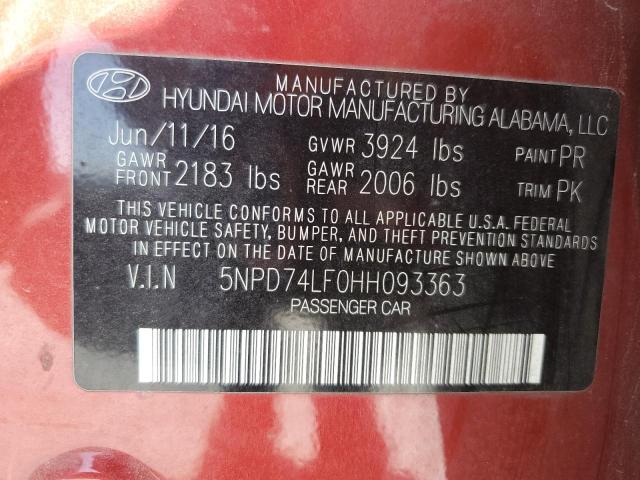 MANUFACTURED BY
HYUNDAI MOTOR MANUFACTURING ALABAMA, LLC
Jun/11/16 GVWR 3924 lbs PAINT PR
GAWR FRONT 2183 lbs GAWR REAR 2006 lbs TRIM PK
THIS VEHICLE CONFORMS TO ALL APPLICABLE U.S.A. FEDERAL
MOTOR VEHICLE SAFETY, BUMPER, AND THEFT PREVENTION STANDARDS
IN EFFECT ON THE DATE OF MANUFACTURE SHOWN ABOVE
V.I.N 5NPD74LF0HH093363
PASSENGER CAR